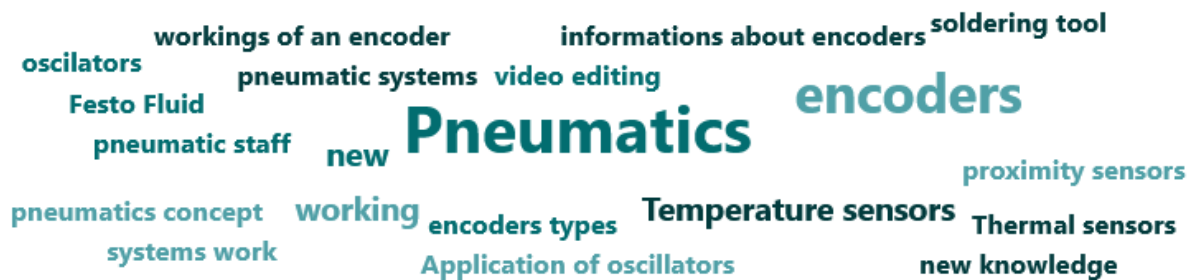 soldering tool
workings of an encoder
informations about encoders
oscilators
pneumatic systems
video editing
encoders
Festo Fluid
Pneumatics
pneumatic staff
new
proximity sensors
pneumatics concept
working
Temperature sensors
encoders types
Thermal sensors
systems work
Application of oscillators
new knowledge